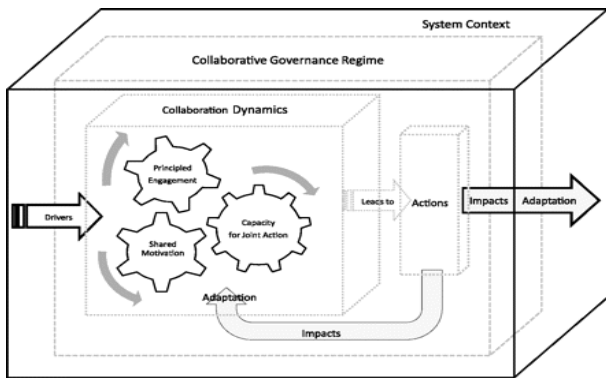 System Context
Collaborative Governance Regime
Collaboration Dynamics
Principled
Engagement
Drivers
Shared
Motivation
Capacity
for Joint Action
Leads to
Actions
Impacts
Adaptation
Adaptation
Impacts